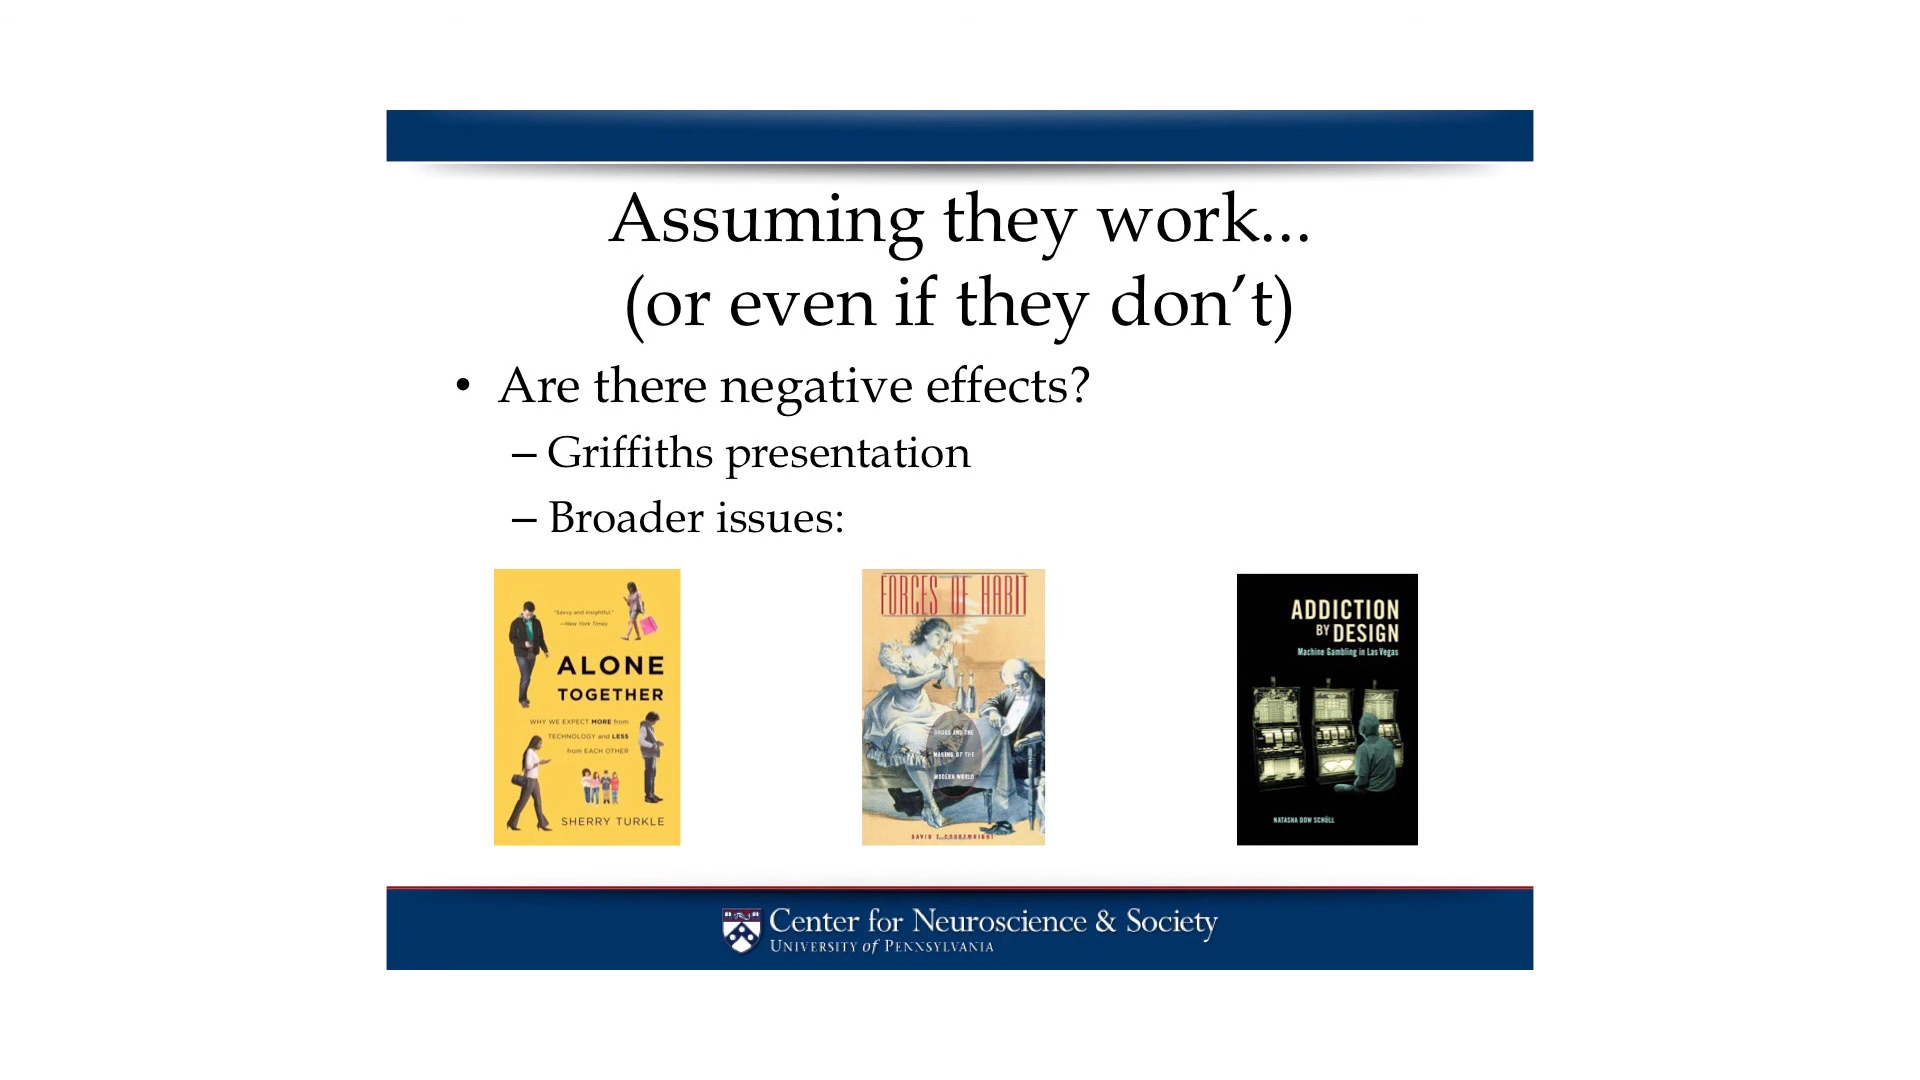 Assuming they work...
(or even if they don’t)
• Are there negative effects?
– Griffiths presentation
– Broader issues:
"Savvy and insightful."
—New York Times
ALONE
TOGETHER
WHY WE EXPECT MORE from
TECHNOLOGY and LESS
from EACH OTHER
SHERRY TURKLE
FORCES OF HABIT
DRUGS AND THE
MAKING OF THE
MODERN WORLD
DAVID T. COURTWRIGHT
ADDICTION
BY DESIGN
Machine Gambling in Las Vegas
NATASHA DOW SCHÜLL
Center for Neuroscience & Society
UNIVERSITY of PENNSYLVANIA